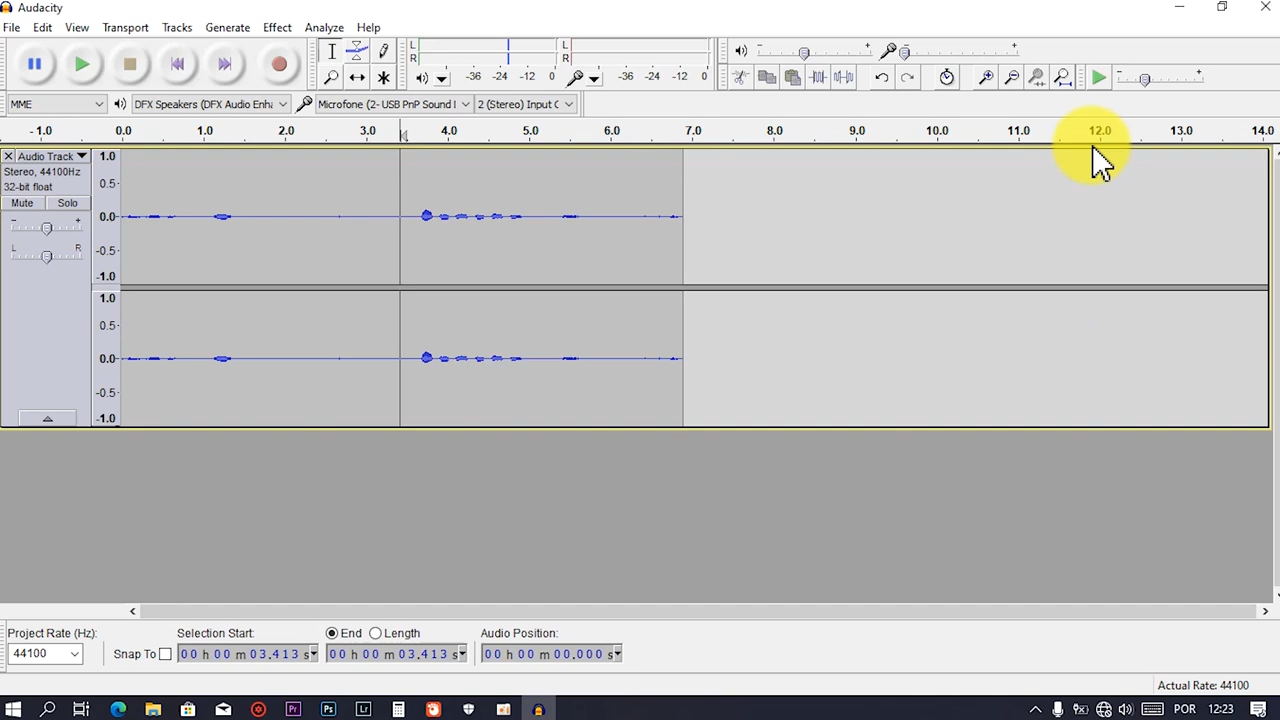 Audacity
File Edit View Transport Tracks Generate Effect Analyze Help
L L
R R
-36 -24 -12 0 -36 -24 -12 0
MME DFX Speakers (DFX Audio Enha Microfone (2- USB PnP Sound I 2 (Stereo) Input C
- 1.0 0.0 1.0 2.0 3.0 4.0 5.0 6.0 7.0 8.0 9.0 10.0 11.0 12.0 13.0 14.0
Audio Track 1.0
Stereo, 44100Hz
32-bit float 0.5-
Mute Solo
0.0-
L R
-0.5-
-1.0
1.0
0.5-
0.0-
-0.5-
-1.0
Project Rate (Hz): Selection Start: End Length Audio Position:
44100 Snap To 00 h 00 m 03.413 s 00 h 00 m 03.413 s 00 h 00 m 00.000 s
Actual Rate: 44100
Pr Ps Lr POR 12:23